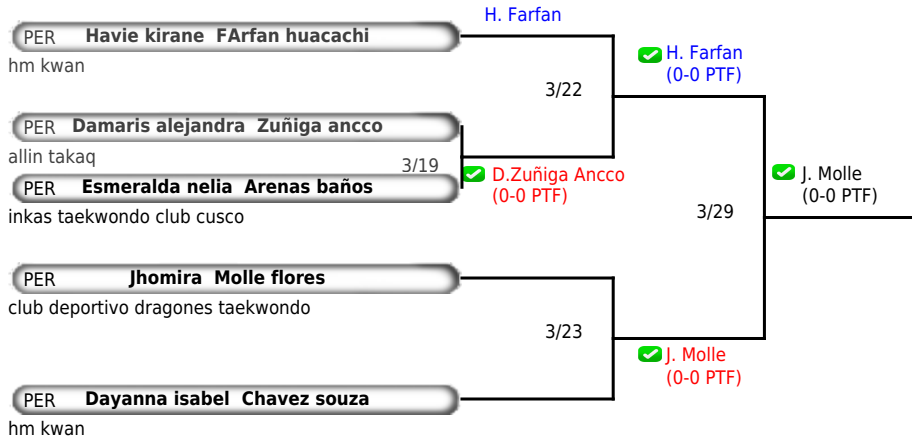 H. Farfan
PER Havie kirane FArfan huacachi
hm kwan
H. Farfan
(0-0 PTF)
3/22
PER Damaris alejandra Zuñiga ancco
allin takaq
3/19
D.Zuñiga Ancco
(0-0 PTF)
PER Esmeralda nelia Arenas baños
inkas taekwondo club cusco
J. Molle
(0-0 PTF)
3/29
PER Jhomira Molle flores
club deportivo dragones taekwondo
3/23
J. Molle
(0-0 PTF)
PER Dayanna isabel Chavez souza
hm kwan